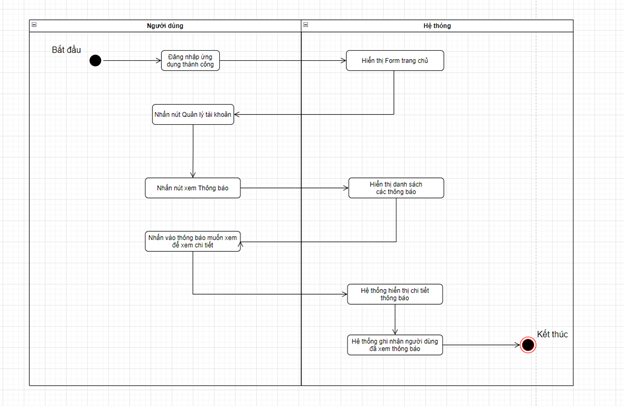 Người dùng
Hệ thống
Bắt đầu
Đăng nhập ứng
dụng thành công
Hiển thị Form trang chủ
Nhấn nút Quản lý tài khoản
Nhấn nút xem Thông báo
Hiển thị danh sách
các thông báo
Nhấn vào thông báo muốn xem
để xem chi tiết
Hệ thống hiển thị chi tiết
thông báo
Hệ thống ghi nhận người dùng
đã xem thông báo
Kết thúc